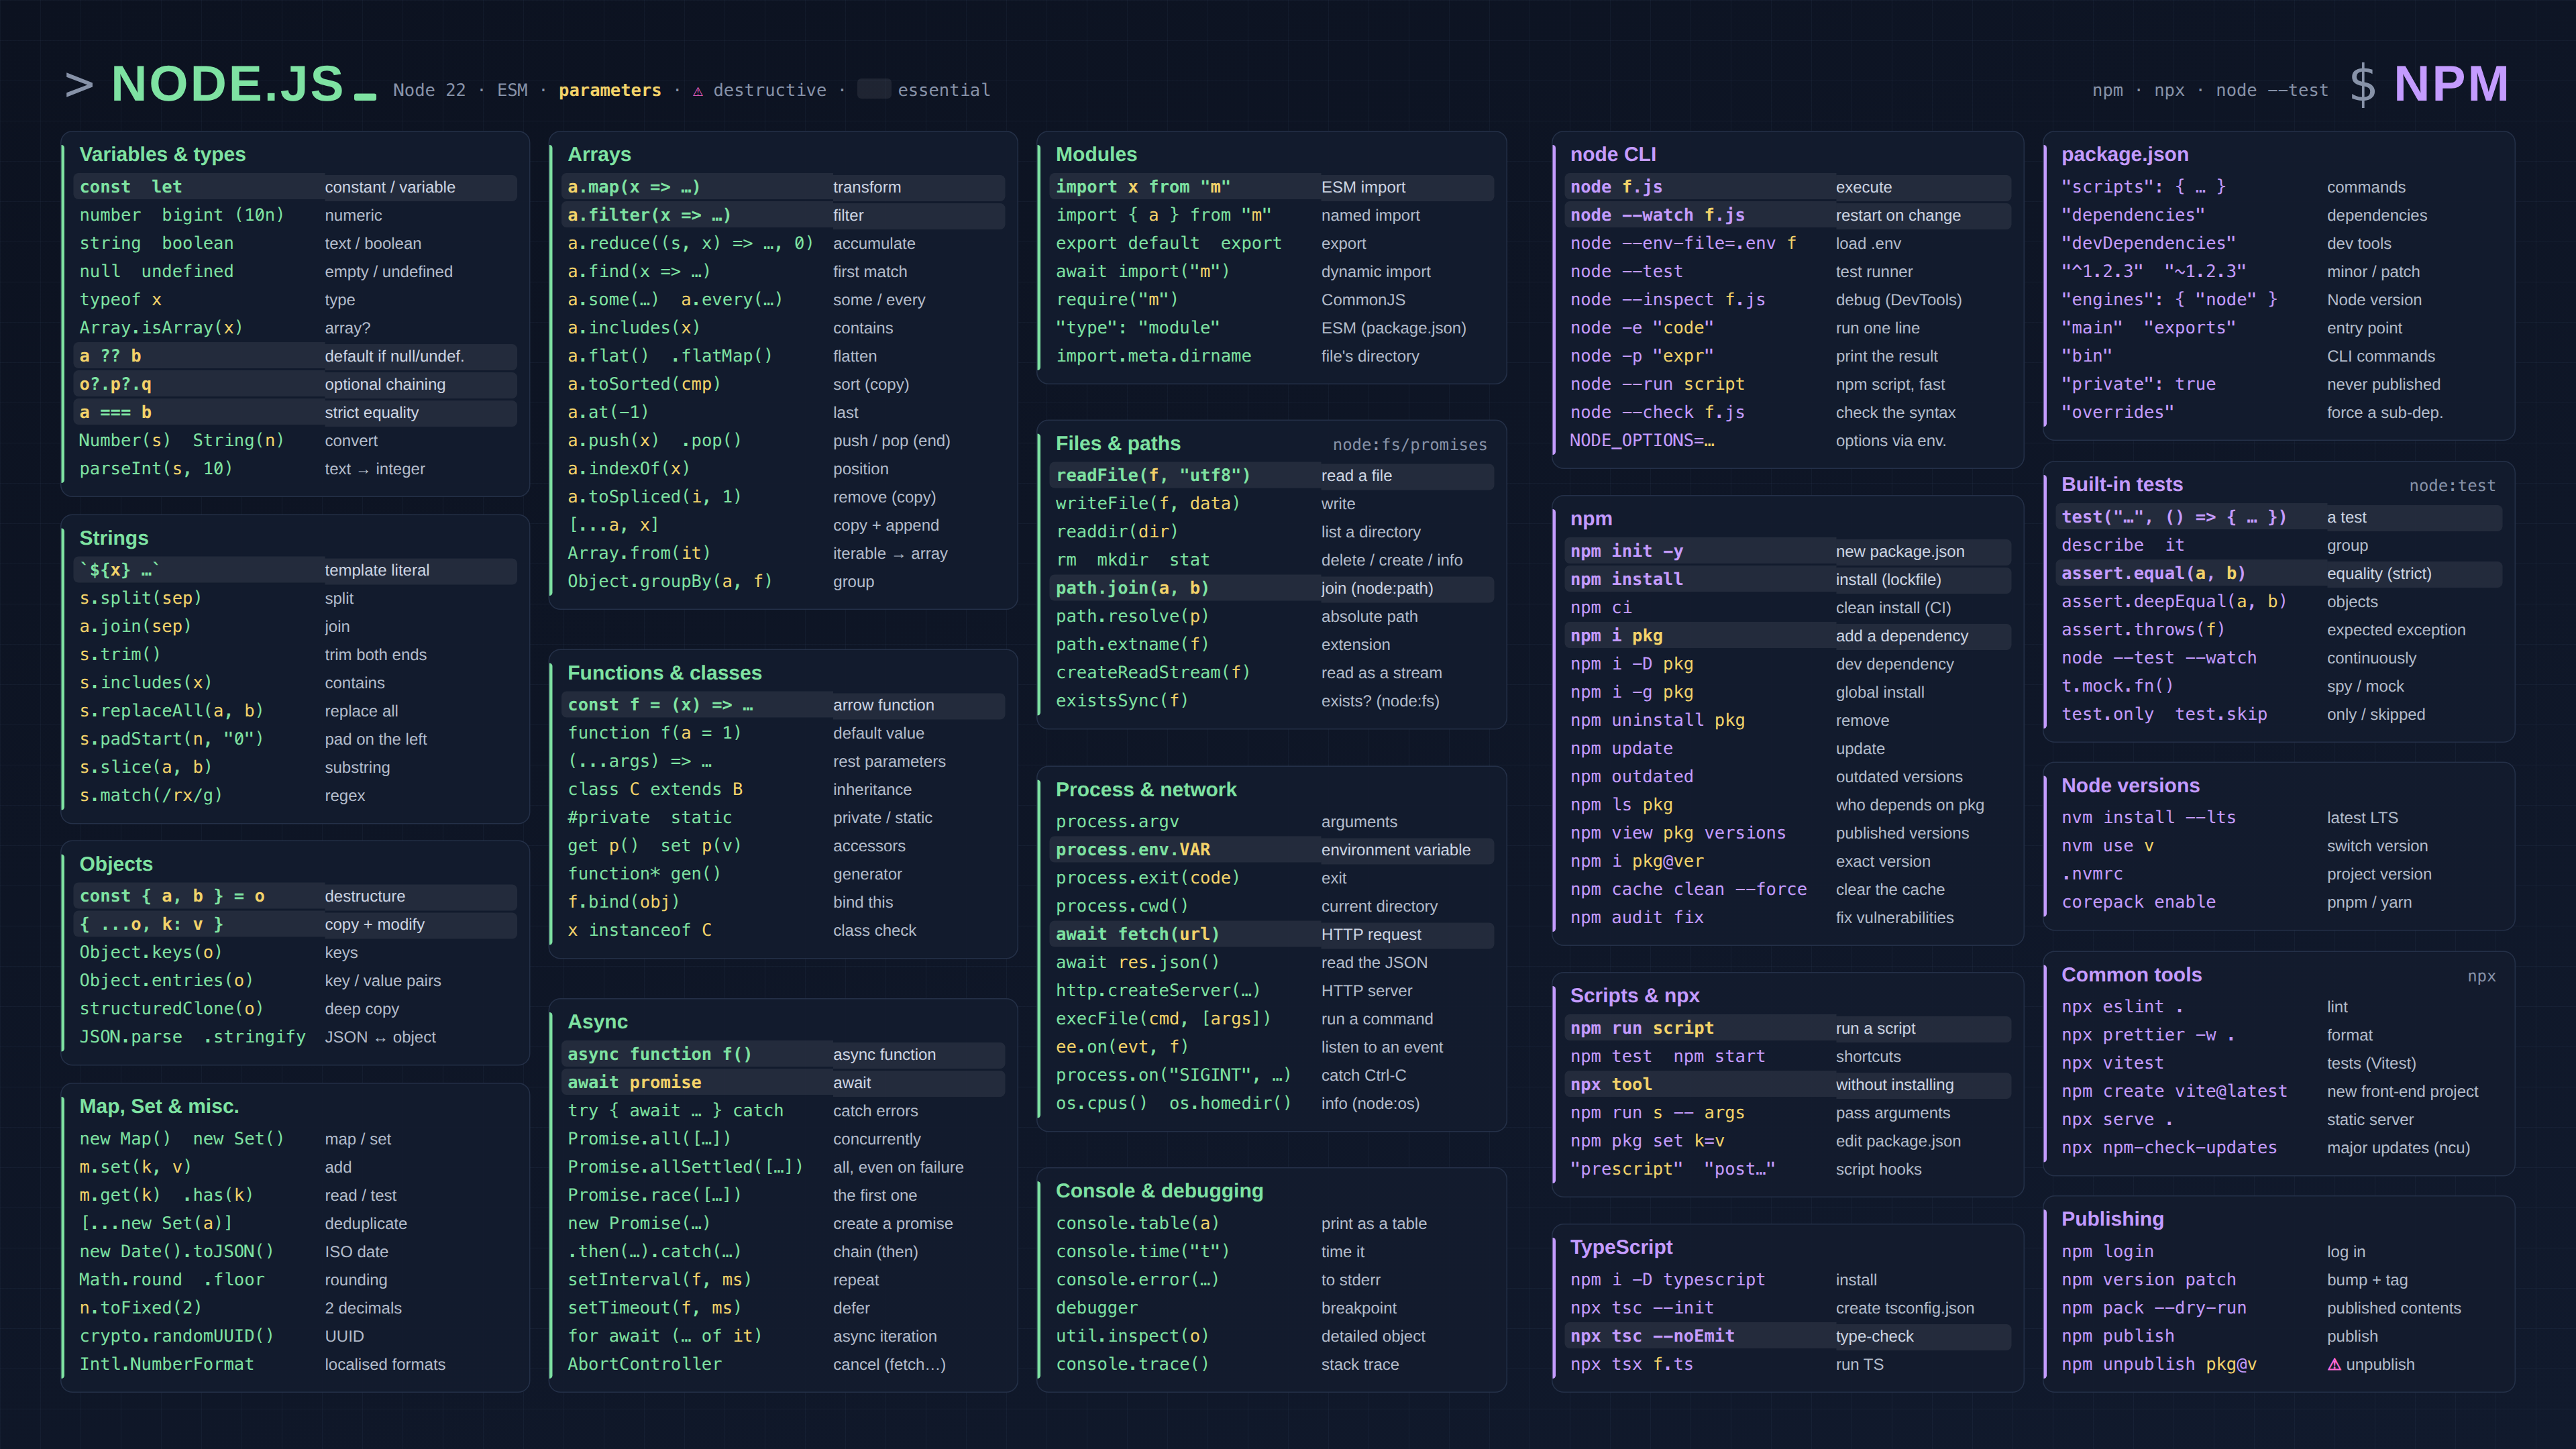 > NODE.JS_ Node 22 · ESM · parameters · ⚠ destructive · essential
npm · npx · node --test $ NPM
Variables & types
const let constant / variable
number bigint (10n) numeric
string boolean text / boolean
null undefined empty / undefined
typeof x type
Array.isArray(x) array?
a ?? b default if null/undef.
o?.p?.q optional chaining
a === b strict equality
Number(s) String(n) convert
parseInt(s, 10) text → integer
Strings
`${x} …` template literal
s.split(sep) split
a.join(sep) join
s.trim() trim both ends
s.includes(x) contains
s.replaceAll(a, b) replace all
s.padStart(n, "0") pad on the left
s.slice(a, b) substring
s.match(/rx/g) regex
Objects
const { a, b } = o destructure
{ ...o, k: v } copy + modify
Object.keys(o) keys
Object.entries(o) key / value pairs
structuredClone(o) deep copy
JSON.parse .stringify JSON ↔ object
Map, Set & misc.
new Map() new Set() map / set
m.set(k, v) add
m.get(k) .has(k) read / test
[...new Set(a)] deduplicate
new Date().toJSON() ISO date
Math.round .floor rounding
n.toFixed(2) 2 decimals
crypto.randomUUID() UUID
Intl.NumberFormat localised formats
Arrays
a.map(x => …) transform
a.filter(x => …) filter
a.reduce((s, x) => …, 0) accumulate
a.find(x => …) first match
a.some(…) a.every(…) some / every
a.includes(x) contains
a.flat() .flatMap() flatten
a.toSorted(cmp) sort (copy)
a.at(-1) last
a.push(x) .pop() push / pop (end)
a.indexOf(x) position
a.toSpliced(i, 1) remove (copy)
[...a, x] copy + append
Array.from(it) iterable → array
Object.groupBy(a, f) group
Functions & classes
const f = (x) => … arrow function
function f(a = 1) default value
(...args) => … rest parameters
class C extends B inheritance
#private static private / static
get p() set p(v) accessors
function* gen() generator
f.bind(obj) bind this
x instanceof C class check
Async
async function f() async function
await promise await
try { await … } catch catch errors
Promise.all([…]) concurrently
Promise.allSettled([…]) all, even on failure
Promise.race([…]) the first one
new Promise(…) create a promise
.then(…).catch(…) chain (then)
setInterval(f, ms) repeat
setTimeout(f, ms) defer
for await (… of it) async iteration
AbortController cancel (fetch…)
Modules
import x from "m" ESM import
import { a } from "m" named import
export default export export
await import("m") dynamic import
require("m") CommonJS
"type": "module" ESM (package.json)
import.meta.dirname file's directory
Files & paths node:fs/promises
readFile(f, "utf8") read a file
writeFile(f, data) write
readdir(dir) list a directory
rm mkdir stat delete / create / info
path.join(a, b) join (node:path)
path.resolve(p) absolute path
path.extname(f) extension
createReadStream(f) read as a stream
existsSync(f) exists? (node:fs)
Process & network
process.argv arguments
process.env.VAR environment variable
process.exit(code) exit
process.cwd() current directory
await fetch(url) HTTP request
await res.json() read the JSON
http.createServer(…) HTTP server
execFile(cmd, [args]) run a command
ee.on(evt, f) listen to an event
process.on("SIGINT", …) catch Ctrl-C
os.cpus() os.homedir() info (node:os)
Console & debugging
console.table(a) print as a table
console.time("t") time it
console.error(…) to stderr
debugger breakpoint
util.inspect(o) detailed object
console.trace() stack trace
node CLI
node f.js execute
node --watch f.js restart on change
node --env-file=.env f load .env
node --test test runner
node --inspect f.js debug (DevTools)
node -e "code" run one line
node -p "expr" print the result
node --run script npm script, fast
node --check f.js check the syntax
NODE_OPTIONS=… options via env.
npm
npm init -y new package.json
npm install install (lockfile)
npm ci clean install (CI)
npm i pkg add a dependency
npm i -D pkg dev dependency
npm i -g pkg global install
npm uninstall pkg remove
npm update update
npm outdated outdated versions
npm ls pkg who depends on pkg
npm view pkg versions published versions
npm i pkg@ver exact version
npm cache clean --force clear the cache
npm audit fix fix vulnerabilities
Scripts & npx
npm run script run a script
npm test npm start shortcuts
npx tool without installing
npm run s -- args pass arguments
npm pkg set k=v edit package.json
"prescript" "post…" script hooks
TypeScript
npm i -D typescript install
npx tsc --init create tsconfig.json
npx tsc --noEmit type-check
npx tsx f.ts run TS
package.json
"scripts": { … } commands
"dependencies" dependencies
"devDependencies" dev tools
"^1.2.3" "~1.2.3" minor / patch
"engines": { "node" } Node version
"main" "exports" entry point
"bin" CLI commands
"private": true never published
"overrides" force a sub-dep.
Built-in tests node:test
test("…", () => { … }) a test
describe it group
assert.equal(a, b) equality (strict)
assert.deepEqual(a, b) objects
assert.throws(f) expected exception
node --test --watch continuously
t.mock.fn() spy / mock
test.only test.skip only / skipped
Node versions
nvm install --lts latest LTS
nvm use v switch version
.nvmrc project version
corepack enable pnpm / yarn
Common tools npx
npx eslint . lint
npx prettier -w . format
npx vitest tests (Vitest)
npm create vite@latest new front-end project
npx serve . static server
npx npm-check-updates major updates (ncu)
Publishing
npm login log in
npm version patch bump + tag
npm pack --dry-run published contents
npm publish publish
npm unpublish pkg@v ⚠ unpublish